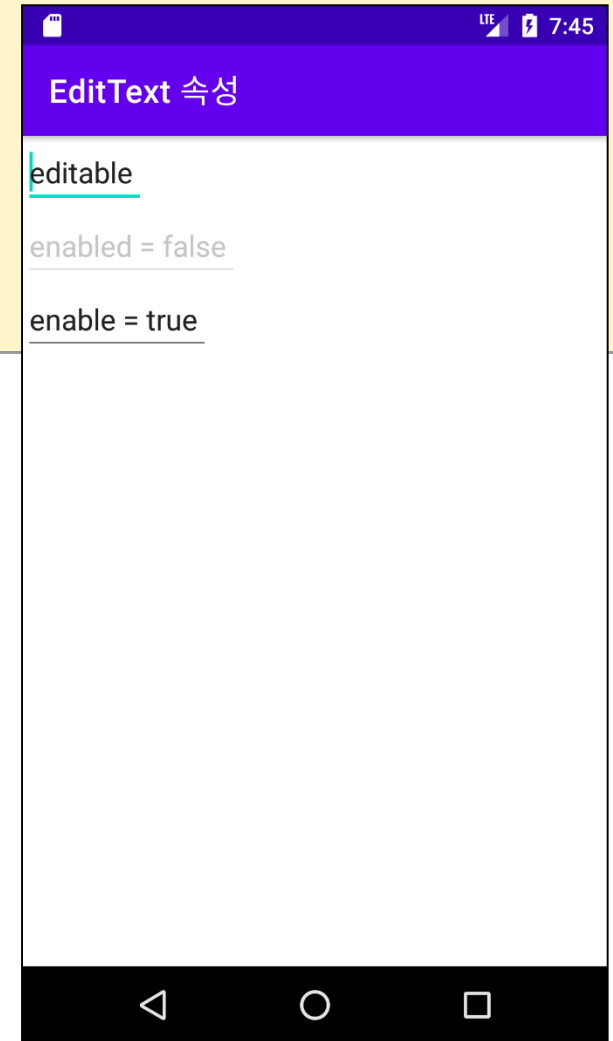 LTE 7:45
EditText 속성
editable
enabled = false
enable = true